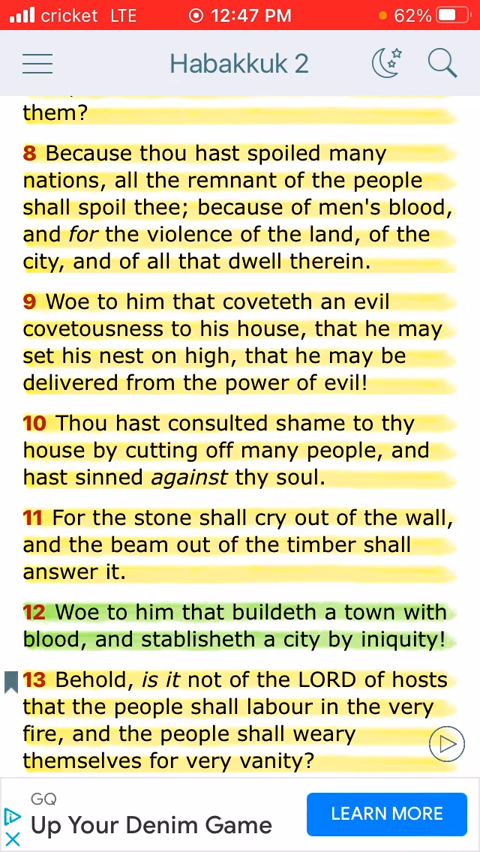 cricket LTE 12:47 PM 62%
Habakkuk 2
them?
8 Because thou hast spoiled many
nations, all the remnant of the people
shall spoil thee; because of men's blood,
and for the violence of the land, of the
city, and of all that dwell therein.
9 Woe to him that coveteth an evil
covetousness to his house, that he may
set his nest on high, that he may be
delivered from the power of evil!
10 Thou hast consulted shame to thy
house by cutting off many people, and
hast sinned against thy soul.
11 For the stone shall cry out of the wall,
and the beam out of the timber shall
answer it.
12 Woe to him that buildeth a town with
blood, and stablisheth a city by iniquity!
13 Behold, is it not of the LORD of hosts
that the people shall labour in the very
fire, and the people shall weary
themselves for very vanity?
GQ
Up Your Denim Game
LEARN MORE